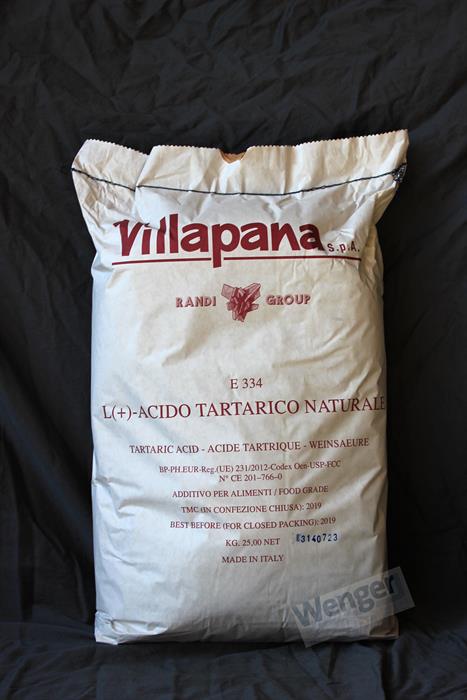 Villapana s.p.A.
RANDI GROUP
E 334
L(+)-ACIDO TARTARICO NATURALE
TARTARIC ACID - ACIDE TARTRIQUE - WEINSAEURE
BP-PH.EUR-Reg.(UE) 231/2012-Codex Oen-USP-FCC
N° CE 201-766-0
ADDITIVO PER ALIMENTI / FOOD GRADE
TMC (IN CONFEZIONE CHIUSA): 2019
BEST BEFORE (FOR CLOSED PACKING): 2019
KG. 25,00 NET E3140723
MADE IN ITALY
Wenger